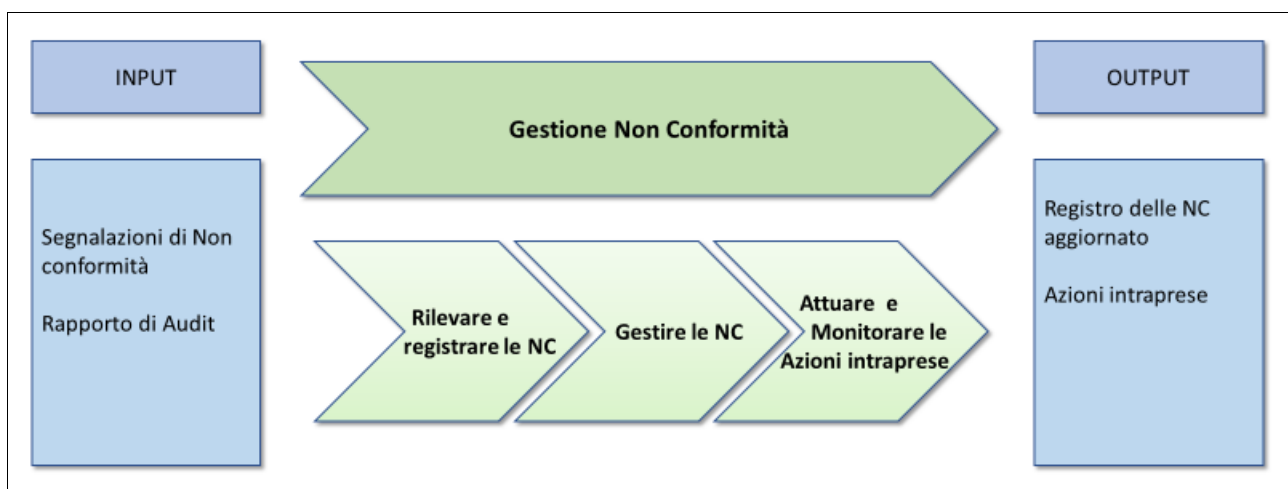 INPUT
Gestione Non Conformità
OUTPUT
Segnalazioni di Non
conformità
Rapporto di Audit
Rilevare e
registrare le NC
Gestire le NC
Attuare e
Monitorare le
Azioni intraprese
Registro delle NC
aggiornato
Azioni intraprese